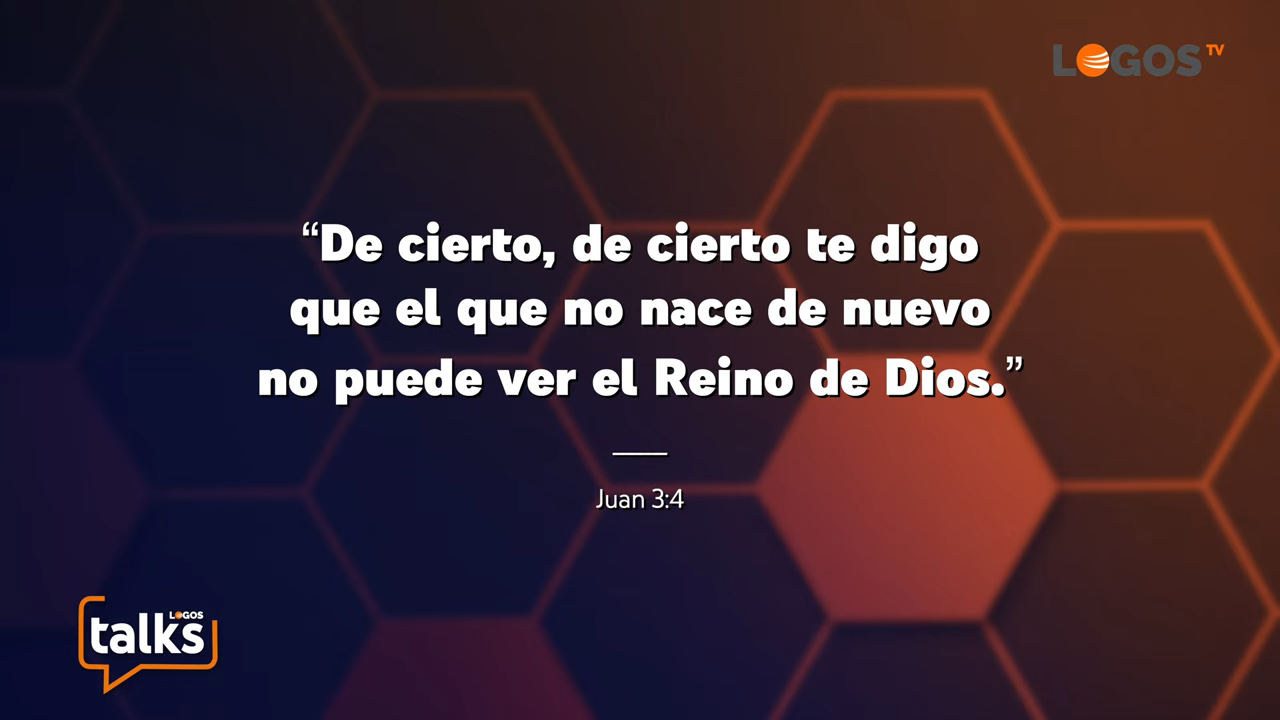 LOGOS TV
“De cierto, de cierto te digo
que el que no nace de nuevo
no puede ver el Reino de Dios.”
Juan 3:4
LOGOS
talks